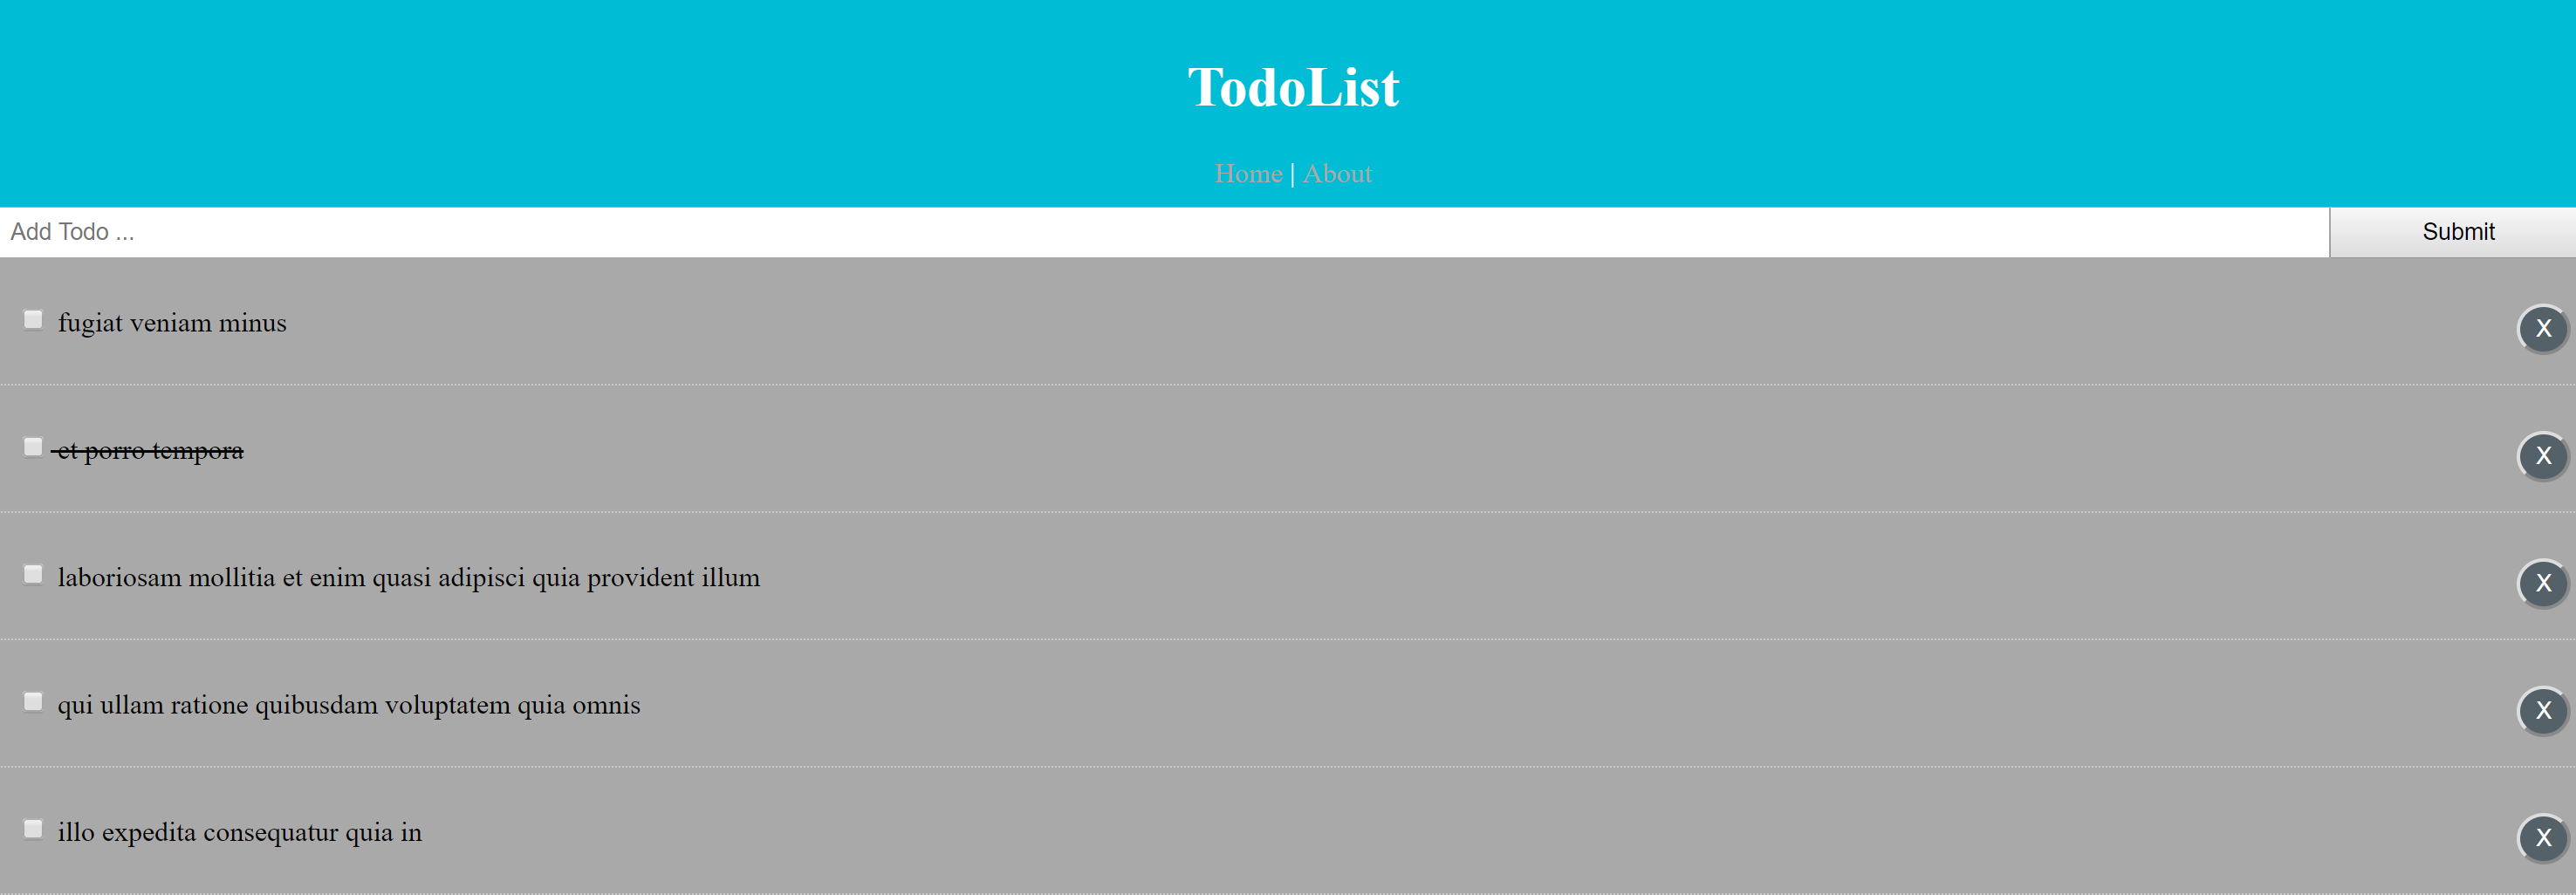 TodoList
Home | About
Add Todo ... Submit
fugiat veniam minus X
et porro tempora X
laboriosam mollitia et enim quasi adipisci quia provident illum X
qui ullam ratione quibusdam voluptatem quia omnis X
illo expedita consequatur quia in X